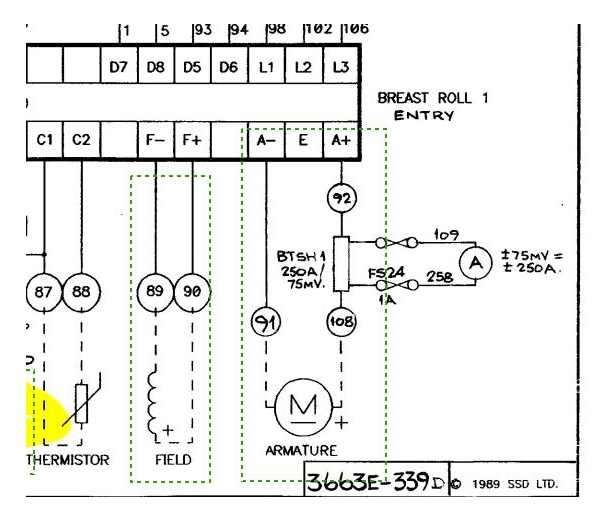 1 5 93 94 98 102 106
D7 D8 D5 D6 L1 L2 L3
BREAST ROLL 1
ENTRY
C1 C2 F- F+ A- E A+
92
109
BTSH 1
250A/
75MV.
A
±75MV =
± 250A.
FS24
1A
258
87 88 89 90
91 108
M
+ +
ARMATURE
THERMISTOR FIELD
3663E-339D © 1989 SSD LTD.